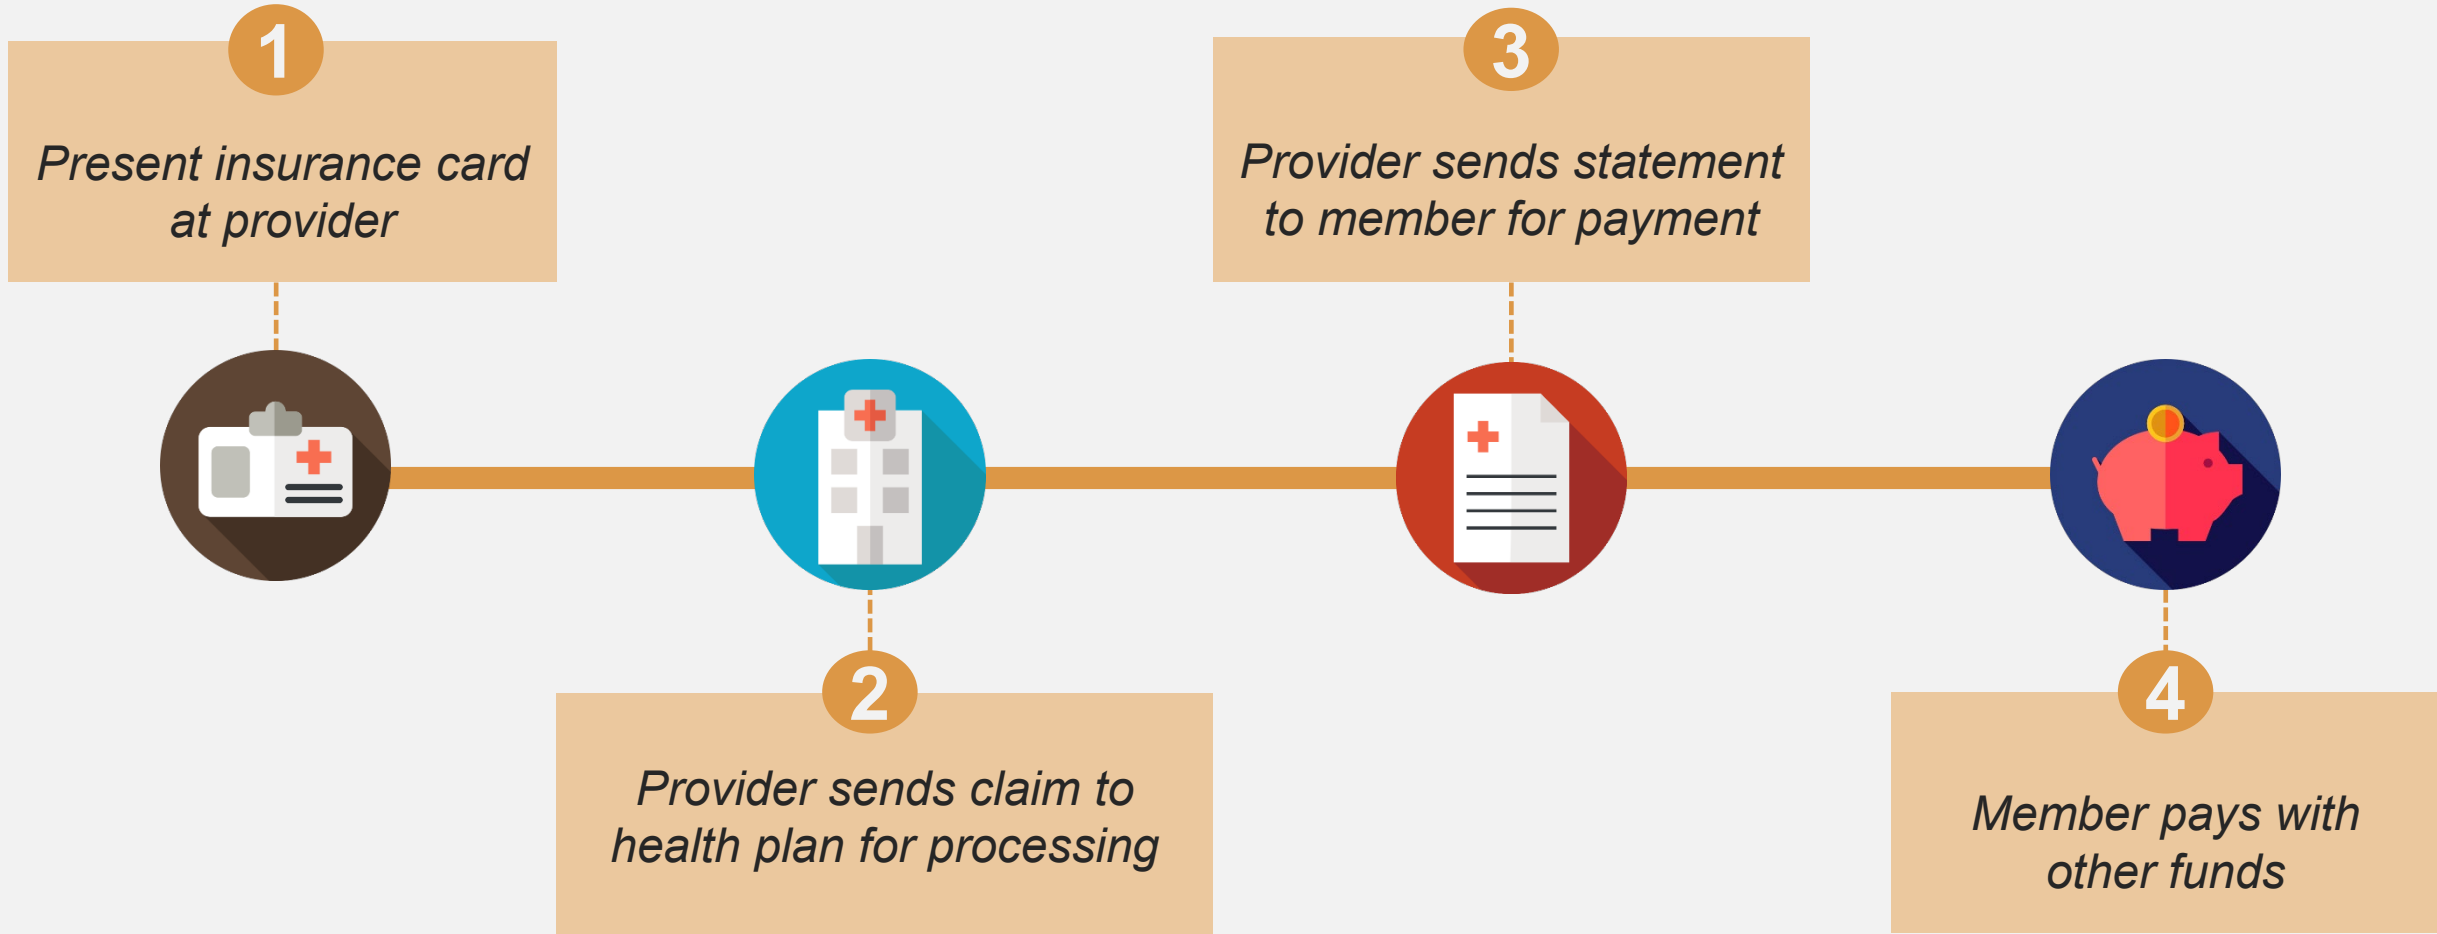 1
Present insurance card
at provider
2
Provider sends claim to
health plan for processing
3
Provider sends statement
to member for payment
4
Member pays with
other funds